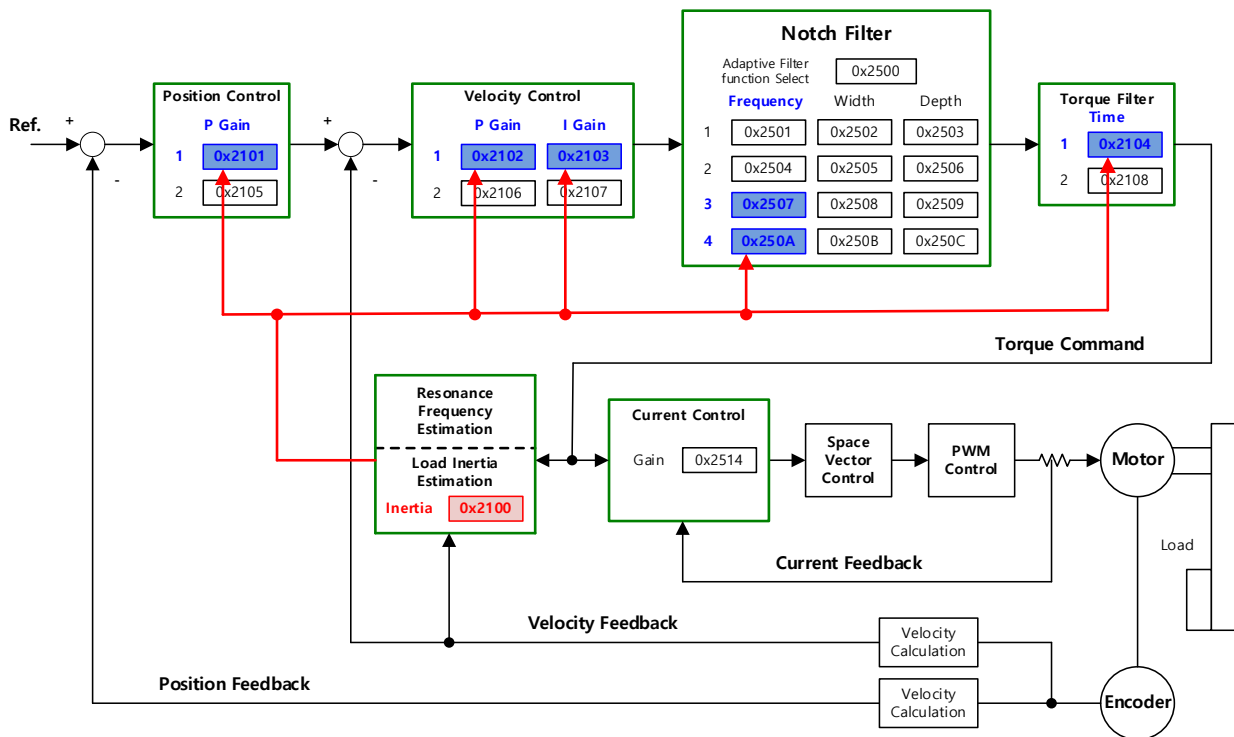 Notch Filter
Adaptive Filter
function Select
0x2500
Frequency Width Depth
1 0x2501 0x2502 0x2503
2 0x2504 0x2505 0x2506
3 0x2507 0x2508 0x2509
4 0x250A 0x250B 0x250C
Ref.
+
-
Position Control
P Gain
1 0x2101
2 0x2105
+
-
Velocity Control
P Gain I Gain
1 0x2102 0x2103
2 0x2106 0x2107
Torque Filter
Time
1 0x2104
2 0x2108
Torque Command
Resonance
Frequency
Estimation
Load Inertia
Estimation
Inertia 0x2100
Current Control
Gain 0x2514
Space
Vector
Control
PWM
Control
Motor
Load
Current Feedback
Velocity Feedback
Velocity
Calculation
Position Feedback
Velocity
Calculation
Encoder